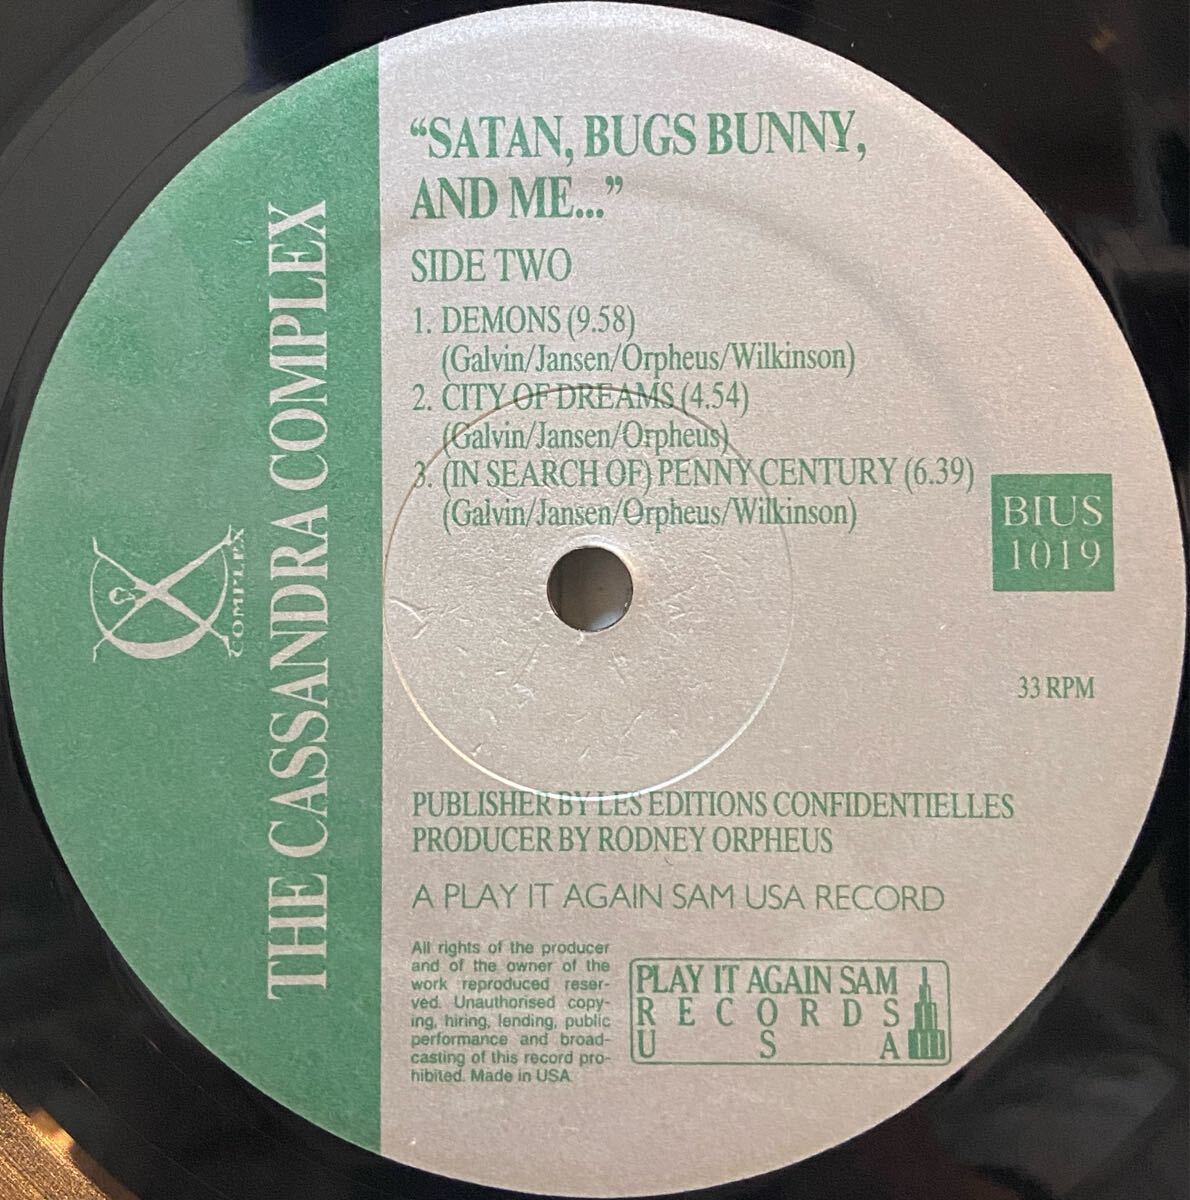 THE CASSANDRA COMPLEX
COMPLEX
“SATAN, BUGS BUNNY,
AND ME...”
SIDE TWO
1. DEMONS (9.58)
(Galvin/Jansen/Orpheus/Wilkinson)
2. CITY OF DREAMS (4.54)
(Galvin/Jansen/Orpheus)
3. (IN SEARCH OF) PENNY CENTURY (6.39)
(Galvin/Jansen/Orpheus/Wilkinson)
BIUS
1019
33 RPM
PUBLISHER BY LES EDITIONS CONFIDENTIELLES
PRODUCER BY RODNEY ORPHEUS
A PLAY IT AGAIN SAM USA RECORD
All rights of the producer
and of the owner of the
work reproduced reser-
ved. Unauthorised copy-
ing, hiring, lending, public
performance and broad-
casting of this record pro-
hibited. Made in USA.
PLAY IT AGAIN SAM
RECORDS
USA